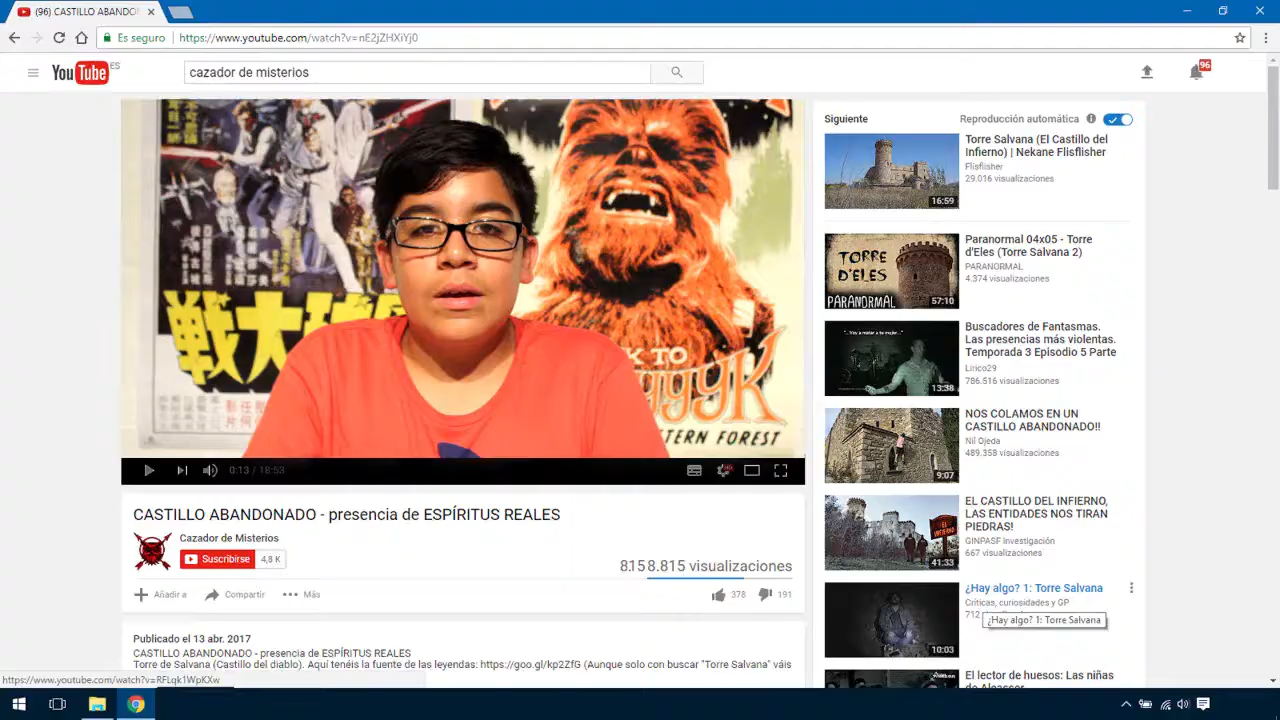 (96) CASTILLO ABANDO
Es seguro
https://www.youtube.com/watch?v=nE2jZHXiYj0
YouTube ES
cazador de misterios
96
戦大
K TO
TERN FOREST
0:13 / 18:53
CASTILLO ABANDONADO - presencia de ESPÍRITUS REALES
Cazador de Misterios
Suscribirse
4,8 K
8158.815 visualizaciones
Añadir a
Compartir
Más
378
191
Publicado el 13 abr. 2017
CASTILLO ABANDONADO - presencia de ESPÍRITUS REALES
Torre de Salvana (Castillo del diablo). Aquí tenéis la fuente de las leyendas: https://goo.gl/kp2ZfG (Aunque solo con buscar "Torre Salvana" váis
Siguiente
Reproducción automática
Torre Salvana (El Castillo del
Infierno) | Nekane Flisflisher
Flisflisher
29.016 visualizaciones
16:59
Paranormal 04x05 - Torre
d'Eles (Torre Salvana 2)
PARANORMAL
4.374 visualizaciones
TORRE
D'ELES
PARANORMAL
57:10
Buscadores de Fantasmas.
Las presencias más violentas.
Temporada 3 Episodio 5 Parte
Lirico29
786.516 visualizaciones
13:38
NOS COLAMOS EN UN
CASTILLO ABANDONADO!!
Nil Ojeda
489.358 visualizaciones
9:07
EL CASTILLO DEL INFIERNO,
LAS ENTIDADES NOS TIRAN
PIEDRAS!
GINPASF Investigación
667 visualizaciones
41:33
¿Hay algo? 1: Torre Salvana
Críticas, curiosidades y GP
712
¿Hay algo? 1: Torre Salvana
10:03
El lector de huesos: Las niñas
de Alcasser
https://www.youtube.com/watch?v=RFLqk1WpKXw